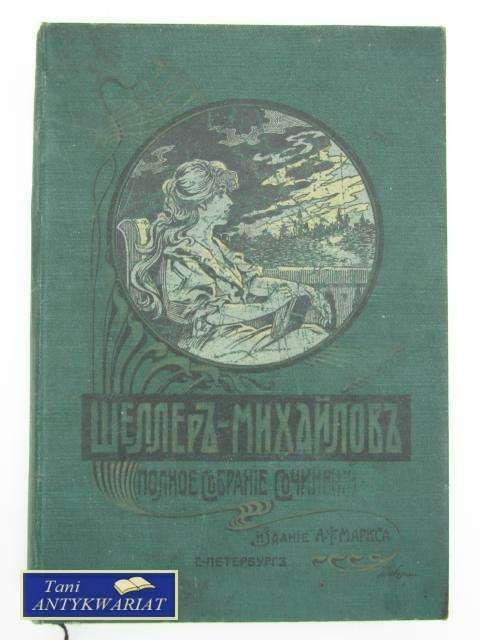 ШЕЛЛЕРЪ-МИХАЙЛОВЪ
ПОЛНОЕ СОБРАНІЕ СОЧИНЕНІЙ
ИЗДАНІЕ А.Ф. МАРКСА
С-ПЕТЕРБУРГЪ
Tani
ANTYKWARIAT